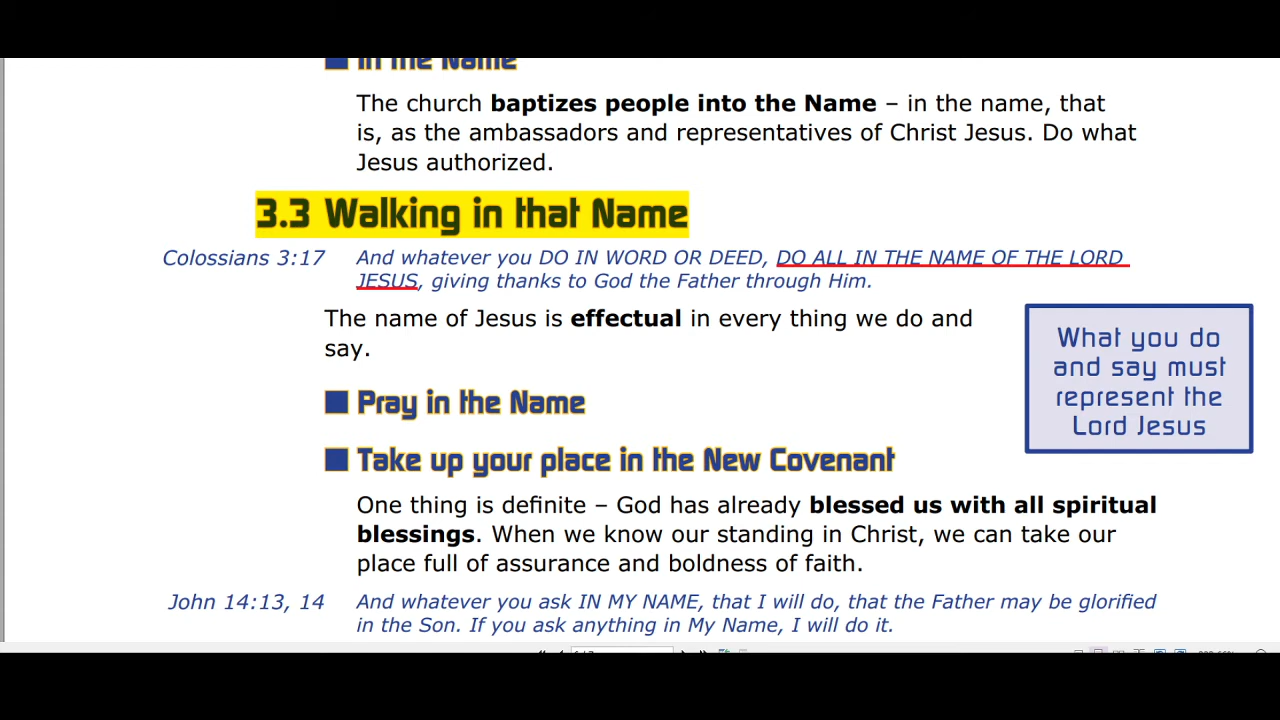 In the Name
The church baptizes people into the Name – in the name, that
is, as the ambassadors and representatives of Christ Jesus. Do what
Jesus authorized.
3.3 Walking in that Name
Colossians 3:17 And whatever you DO IN WORD OR DEED, DO ALL IN THE NAME OF THE LORD
JESUS, giving thanks to God the Father through Him.
The name of Jesus is effectual in every thing we do and
say.
What you do
and say must
represent the
Lord Jesus
Pray in the Name
Take up your place in the New Covenant
One thing is definite – God has already blessed us with all spiritual
blessings. When we know our standing in Christ, we can take our
place full of assurance and boldness of faith.
John 14:13, 14 And whatever you ask IN MY NAME, that I will do, that the Father may be glorified
in the Son. If you ask anything in My Name, I will do it.